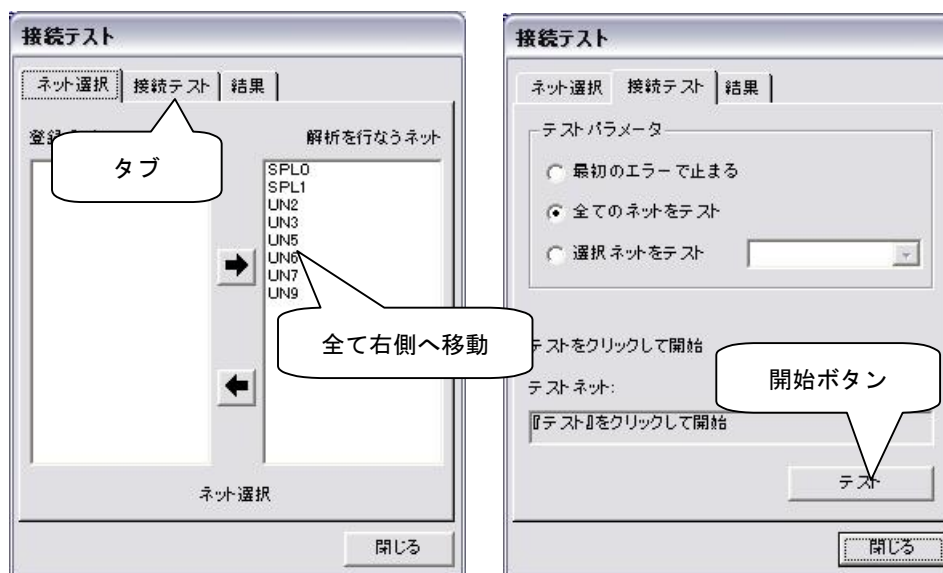 接続テスト
ネット選択 接続テスト 結果
登録
解析を行なうネット
タブ
SPL0
SPL1
UN2
UN3
UN5
UN6
UN7
UN9
全て右側へ移動
ネット選択
閉じる
接続テスト
ネット選択 接続テスト 結果
テストパラメータ
最初のエラーで止まる
全てのネットをテスト
選択ネットをテスト
テストをクリックして開始
開始ボタン
テストネット:
『テスト』をクリックして開始
テスト
閉じる